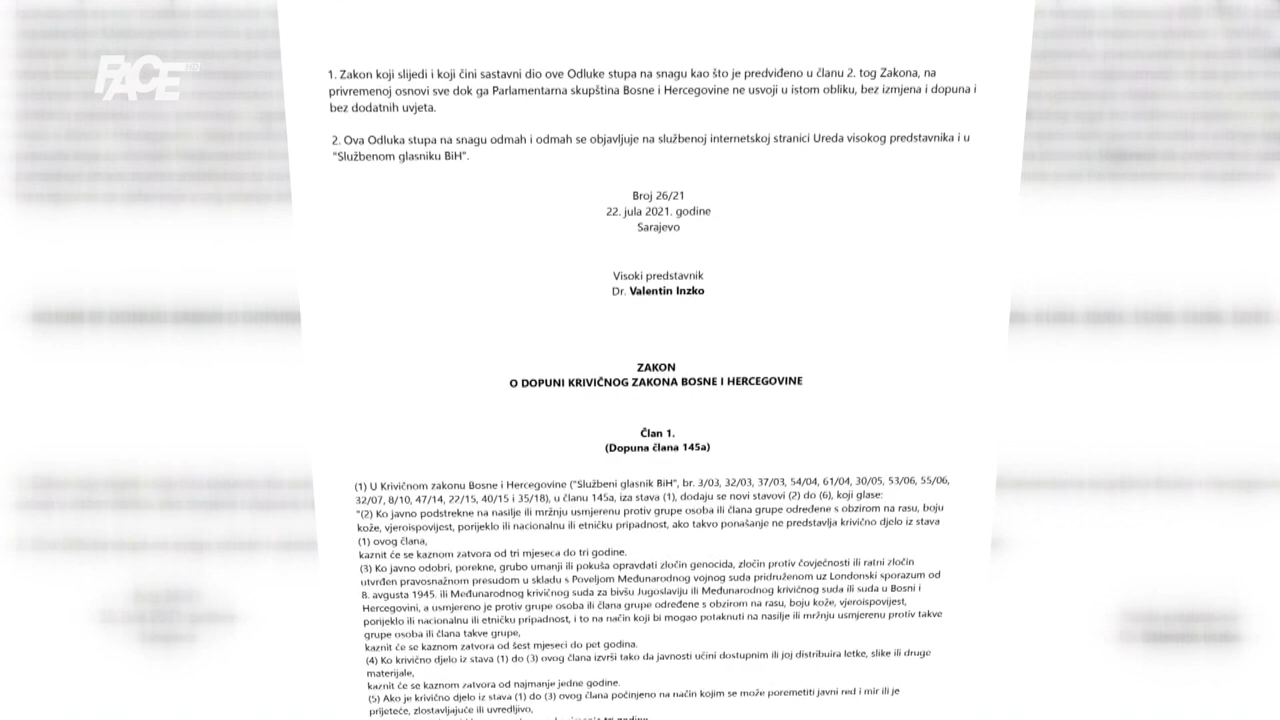 FACE HD
1. Zakon koji slijedi i koji čini sastavni dio ove Odluke stupa na snagu kao što je predviđeno u članu 2. tog Zakona, na
privremenoj osnovi sve dok ga Parlamentarna skupština Bosne i Hercegovine ne usvoji u istom obliku, bez izmjena i dopuna i
bez dodatnih uvjeta.
2. Ova Odluka stupa na snagu odmah i odmah se objavljuje na službenoj internetskoj stranici Ureda visokog predstavnika i u
"Službenom glasniku BiH".
Broj 26/21
22. jula 2021. godine
Sarajevo
Visoki predstavnik
Dr. Valentin Inzko
ZAKON
O DOPUNI KRIVIČNOG ZAKONA BOSNE I HERCEGOVINE
Član 1.
(Dopuna člana 145a)
(1) U Krivičnom zakonu Bosne i Hercegovine ("Službeni glasnik BiH", br. 3/03, 32/03, 37/03, 54/04, 61/04, 30/05, 53/06, 55/06,
32/07, 8/10, 47/14, 22/15, 40/15 i 35/18), u članu 145a, iza stava (1), dodaju se novi stavovi (2) do (6), koji glase:
"(2) Ko javno podstrekne na nasilje ili mržnju usmjerenu protiv grupe osoba ili člana grupe određene s obzirom na rasu, boju
kože, vjeroispovijest, porijeklo ili nacionalnu ili etničku pripadnost, ako takvo ponašanje ne predstavlja krivično djelo iz stava
(1) ovog člana,
kaznit će se kaznom zatvora od tri mjeseca do tri godine.
(3) Ko javno odobri, porekne, grubo umanji ili pokuša opravdati zločin genocida, zločin protiv čovječnosti ili ratni zločin
utvrđen pravosnažnom presudom u skladu s Poveljom Međunarodnog vojnog suda pridruženom uz Londonski sporazum od
8. avgusta 1945. ili Međunarodnog krivičnog suda za bivšu Jugoslaviju ili Međunarodnog krivičnog suda ili suda u Bosni i
Hercegovini, a usmjereno je protiv grupe osoba ili člana grupe određene s obzirom na rasu, boju kože, vjeroispovijest,
porijeklo ili nacionalnu ili etničku pripadnost, i to na način koji bi mogao potaknuti na nasilje ili mržnju usmjerenu protiv takve
grupe osoba ili člana takve grupe,
kaznit će se kaznom zatvora od šest mjeseci do pet godina.
(4) Ko krivično djelo iz stava (1) do (3) ovog člana izvrši tako da javnosti učini dostupnim ili joj distribuira letke, slike ili druge
materijale,
kaznit će se kaznom zatvora od najmanje jedne godine.
(5) Ako je krivično djelo iz stava (1) do (3) ovog člana počinjeno na način kojim se može poremetiti javni red i mir ili je
prijeteće, zlostavljajuće ili uvredljivo,